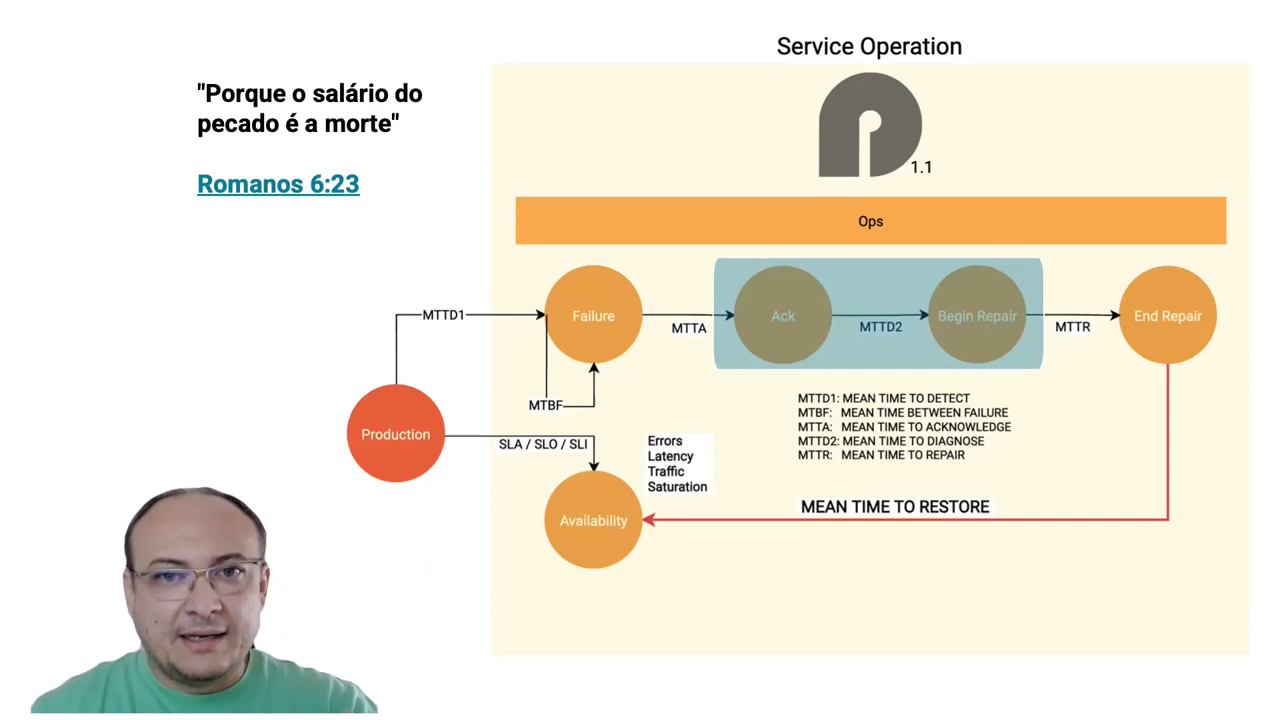 Service Operation
"Porque o salário do
pecado é a morte"
Romanos 6:23
1.1
Ops
MTTD1
Failure
MTTA
Ack
MTTD2
Begin Repair
MTTR
End Repair
MTBF
Production
SLA / SLO / SLI
Errors
Latency
Traffic
Saturation
MTTD1: MEAN TIME TO DETECT
MTBF: MEAN TIME BETWEEN FAILURE
MTTA: MEAN TIME TO ACKNOWLEDGE
MTTD2: MEAN TIME TO DIAGNOSE
MTTR: MEAN TIME TO REPAIR
Availability
MEAN TIME TO RESTORE